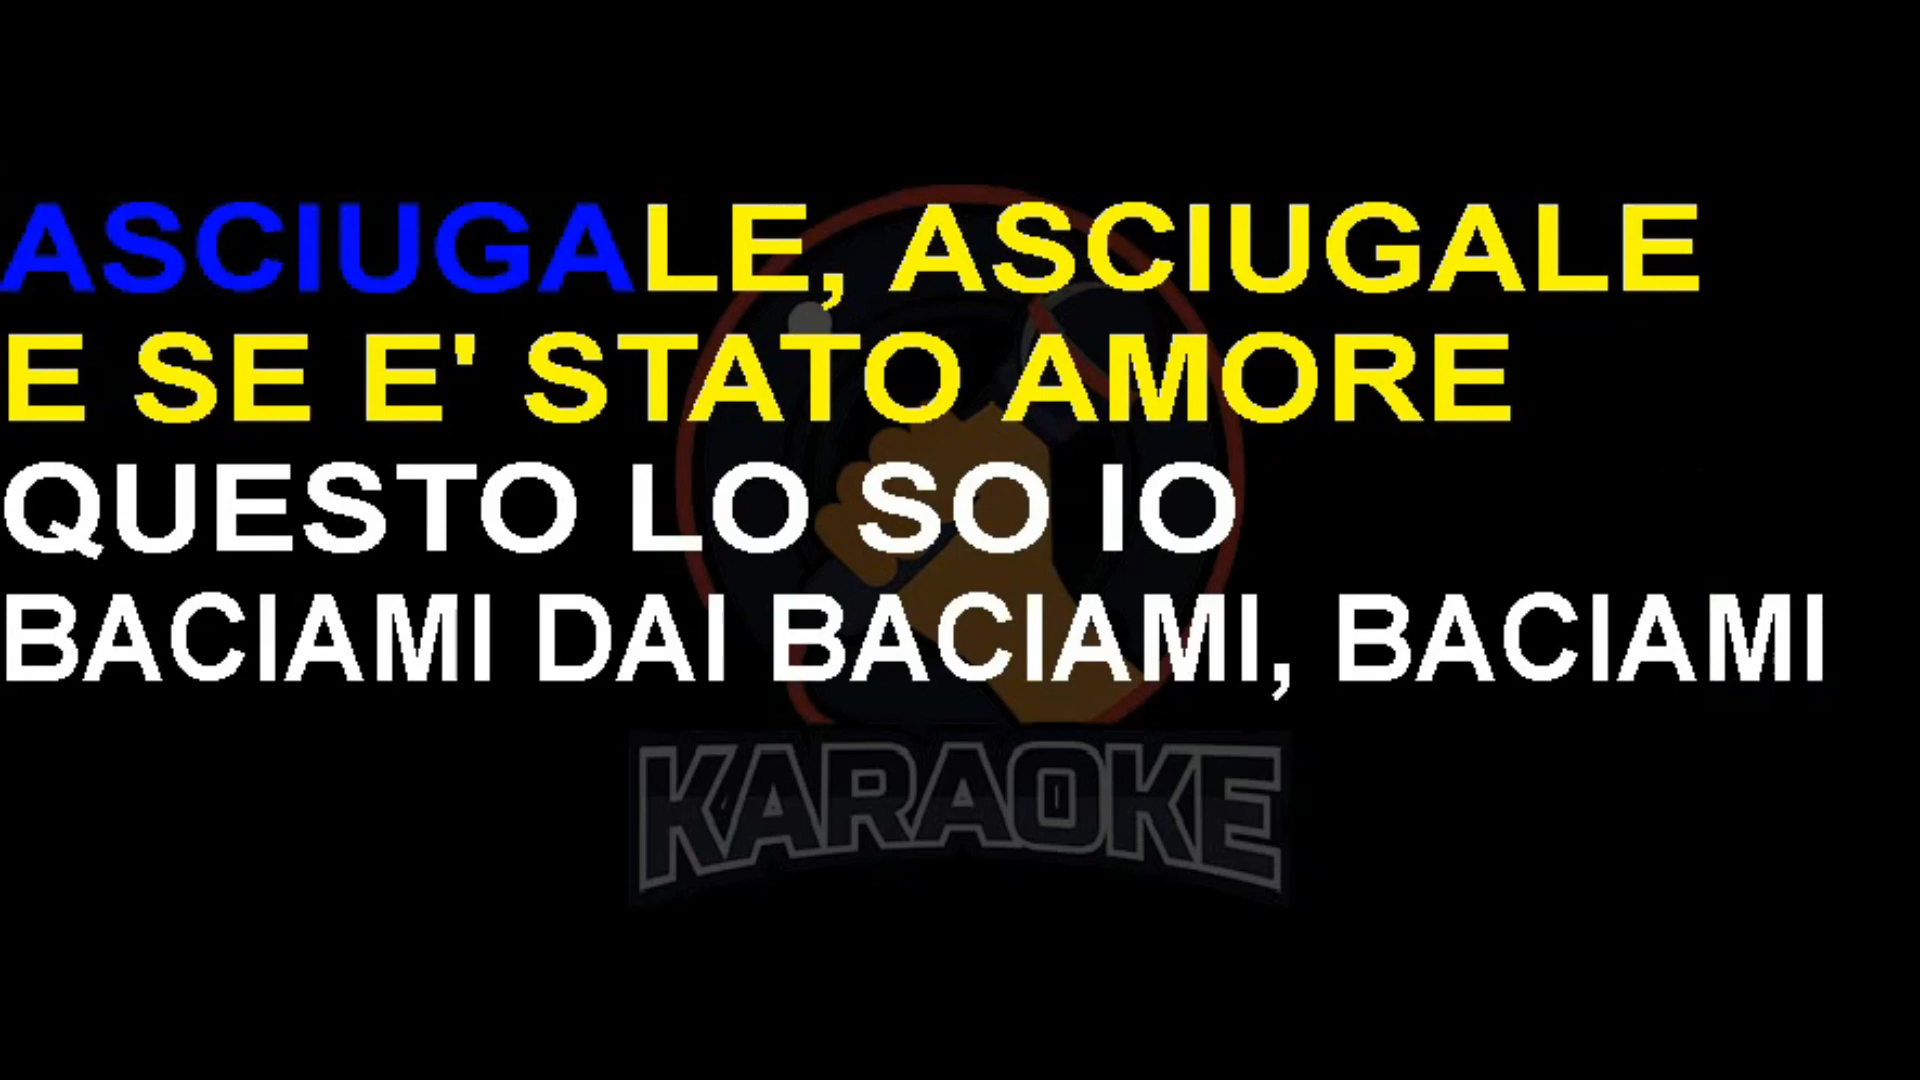 ASCIUGALE, ASCIUGALE
E SE E' STATO AMORE
QUESTO LO SO IO
BACIAMI DAI BACIAMI, BACIAMI
KARAOKE